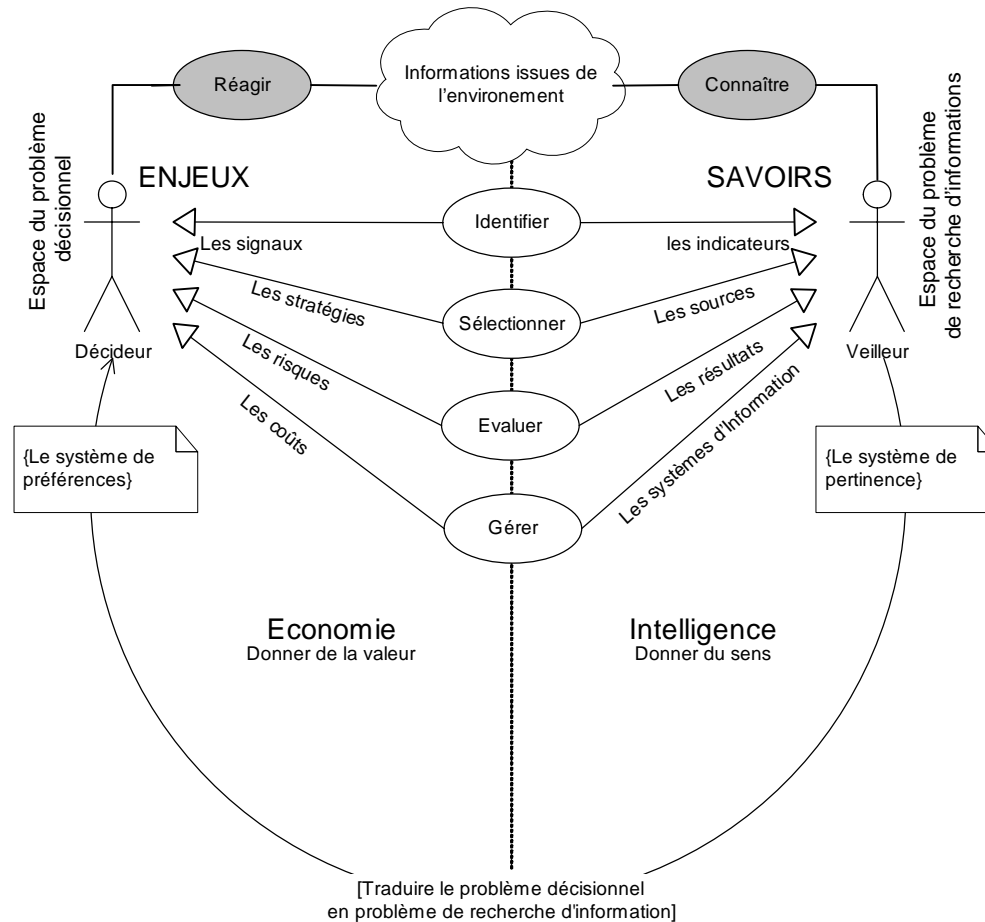 Réagir
Informations issues de
l'environement
Connaître
Espace du problème
décisionnel
ENJEUX
SAVOIRS
Espace du problème
de recherche d'informations
Identifier
Les signaux
les indicateurs
Les stratégies
Sélectionner
Les sources
Décideur
Veilleur
Les risques
Les résultats
Les coûts
Evaluer
Les systèmes d'Information
{Le système de
préférences}
{Le système de
pertinence}
Gérer
Economie
Donner de la valeur
Intelligence
Donner du sens
[Traduire le problème décisionnel
en problème de recherche d'information]